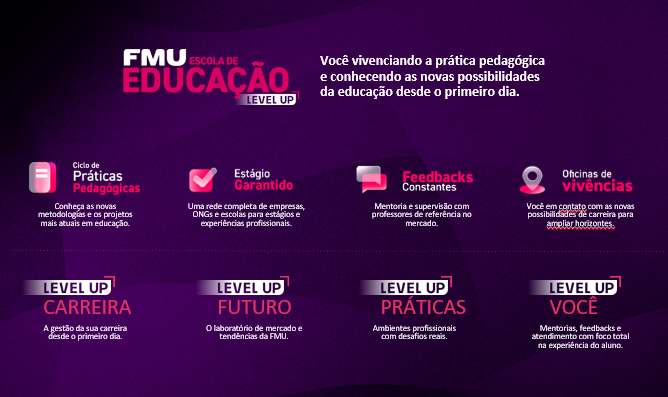 FMU ESCOLA DE
EDUCAÇÃO
LEVEL UP
Você vivenciando a prática pedagógica
e conhecendo as novas possibilidades
da educação desde o primeiro dia.
Ciclo de
Práticas
Pedagógicas
Conheça as novas
metodologias e os projetos
mais atuais em educação.
Estágio
Garantido
Uma rede completa de empresas,
ONGs e escolas para estágios e
experiências profissionais.
Feedbacks
Constantes
Mentoria e supervisão com
professores de referência no
mercado.
Oficinas de
vivências
Você em contato com as novas
possibilidades de carreira para
ampliar horizontes.
LEVEL UP
CARREIRA
A gestão da sua carreira
desde o primeiro dia.
LEVEL UP
FUTURO
O laboratório de mercado e
tendências da FMU.
LEVEL UP
PRÁTICAS
Ambientes profissionais
com desafios reais.
LEVEL UP
VOCÊ
Mentorias, feedbacks e
atendimento com foco total
na experiência do aluno.